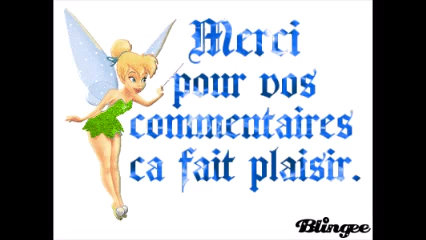 Merci
pour vos
commentaires
ca fait plaisir.
Blingee